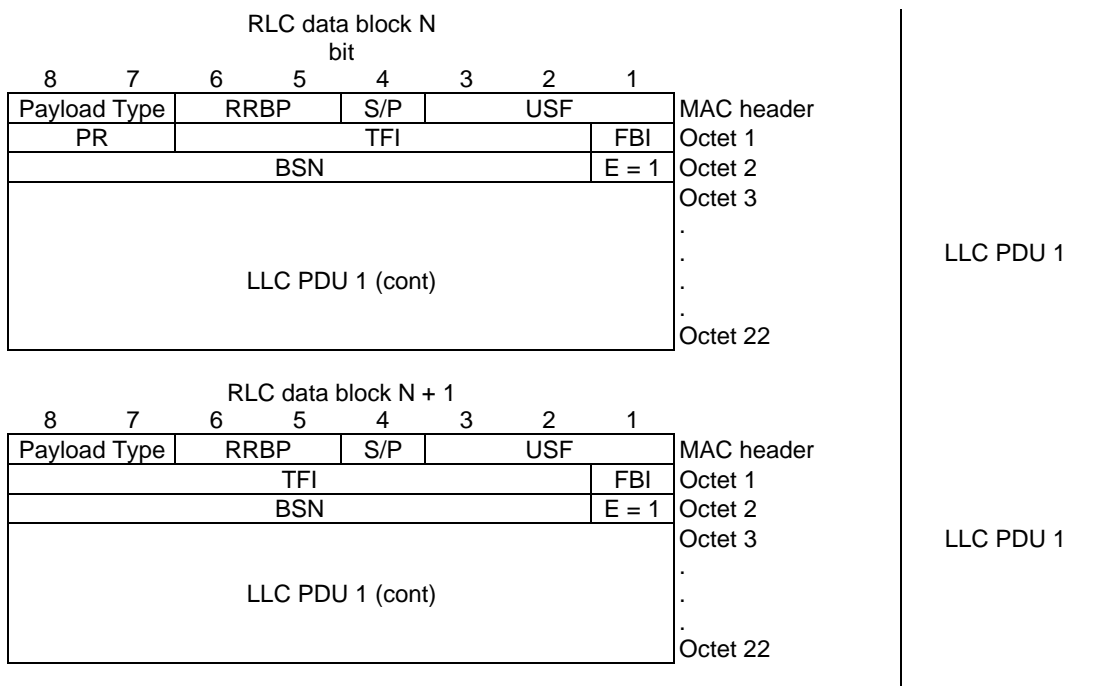 RLC data block N
bit
8 7 6 5 4 3 2 1
Payload Type RRBP S/P USF MAC header
PR TFI FBI Octet 1
BSN E = 1 Octet 2
Octet 3
.
.
LLC PDU 1
LLC PDU 1 (cont)
.
.
Octet 22
RLC data block N + 1
8 7 6 5 4 3 2 1
Payload Type RRBP S/P USF MAC header
TFI FBI Octet 1
BSN E = 1 Octet 2
Octet 3 LLC PDU 1
.
LLC PDU 1 (cont) .
.
Octet 22